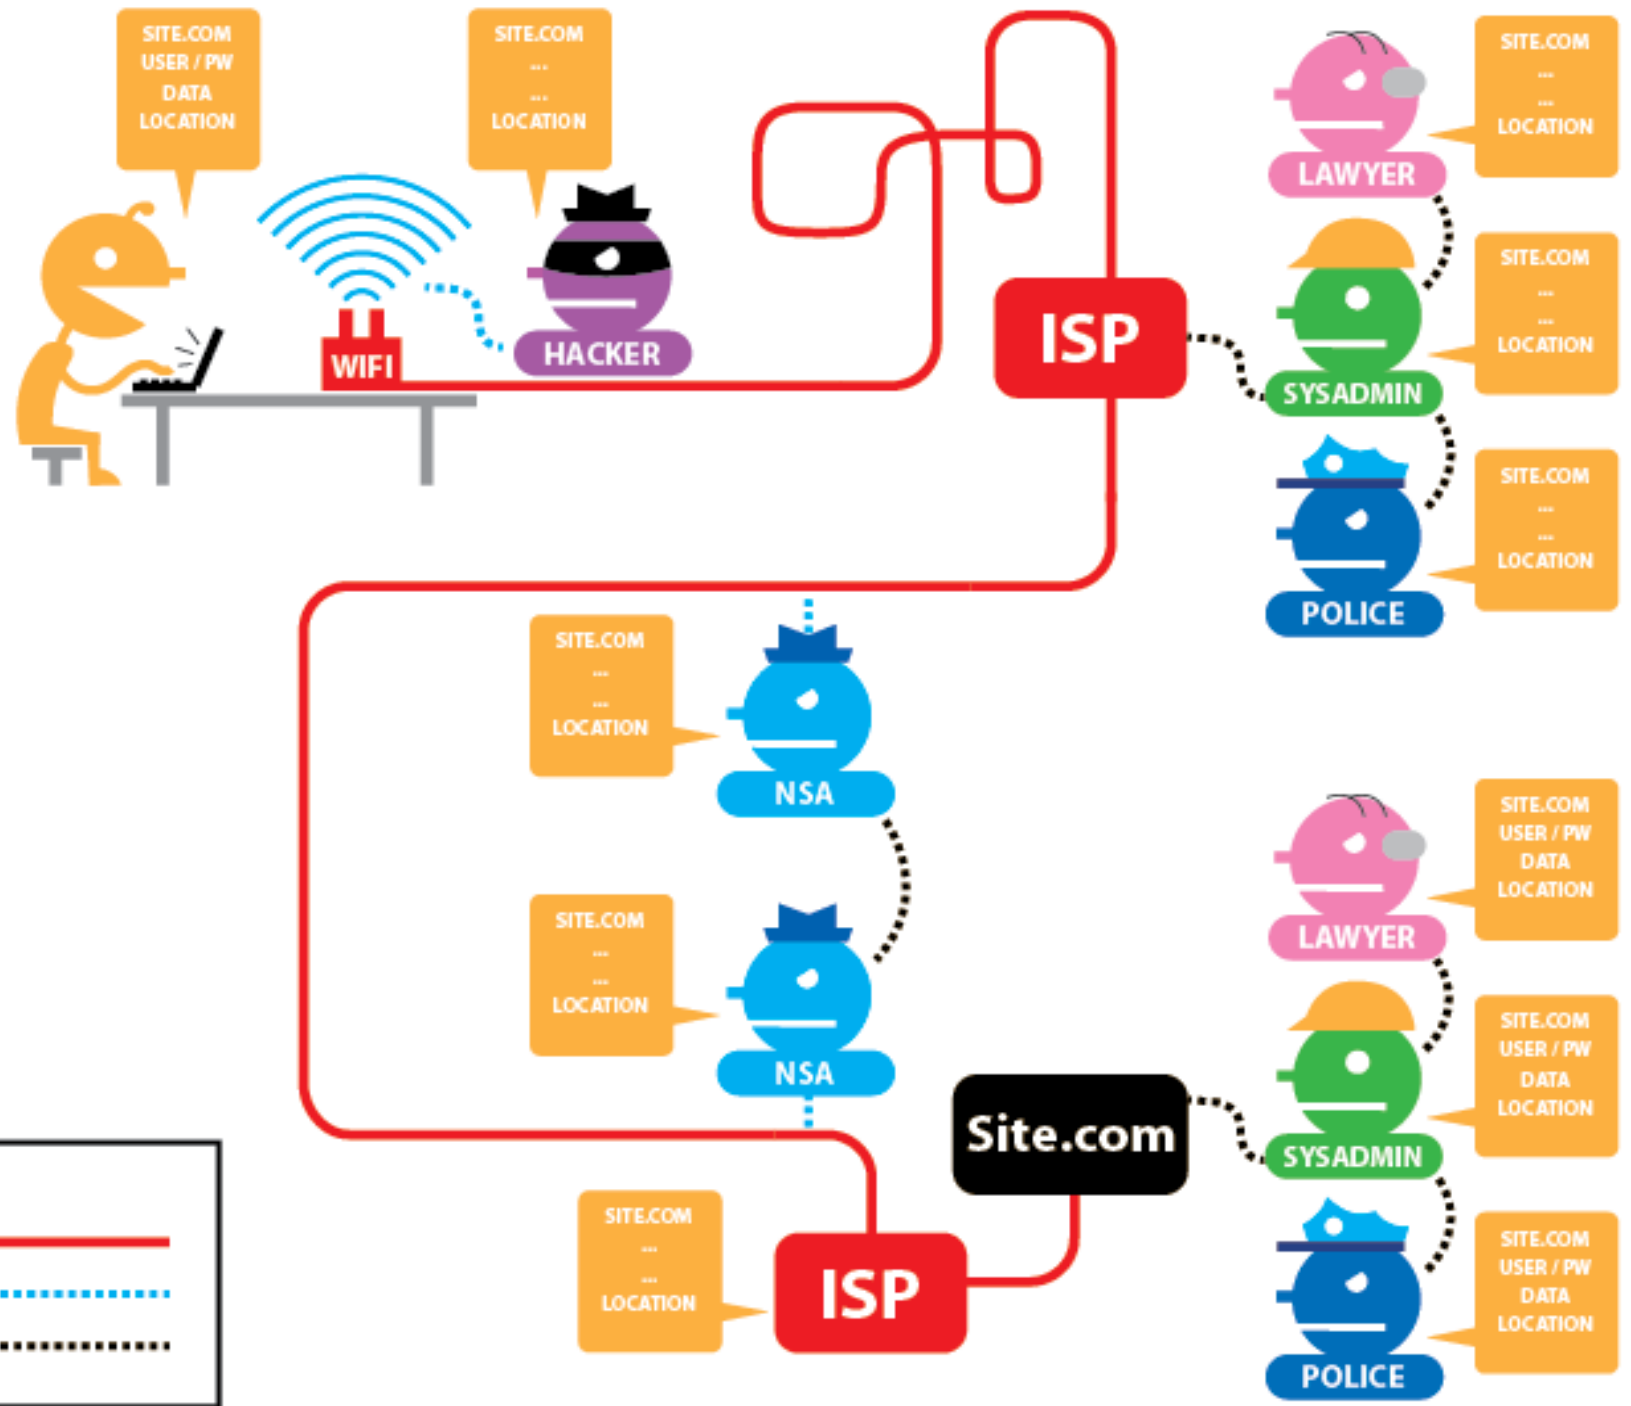 SITE.COM
USER / PW
DATA
LOCATION
SITE.COM
...
...
LOCATION
WIFI
HACKER
ISP
SITE.COM
...
...
LOCATION
LAWYER
SITE.COM
...
...
LOCATION
SYSADMIN
SITE.COM
...
...
LOCATION
POLICE
SITE.COM
...
...
LOCATION
NSA
SITE.COM
...
...
LOCATION
NSA
SITE.COM
...
...
LOCATION
ISP
Site.com
SITE.COM
USER / PW
DATA
LOCATION
LAWYER
SITE.COM
USER / PW
DATA
LOCATION
SYSADMIN
SITE.COM
USER / PW
DATA
LOCATION
POLICE